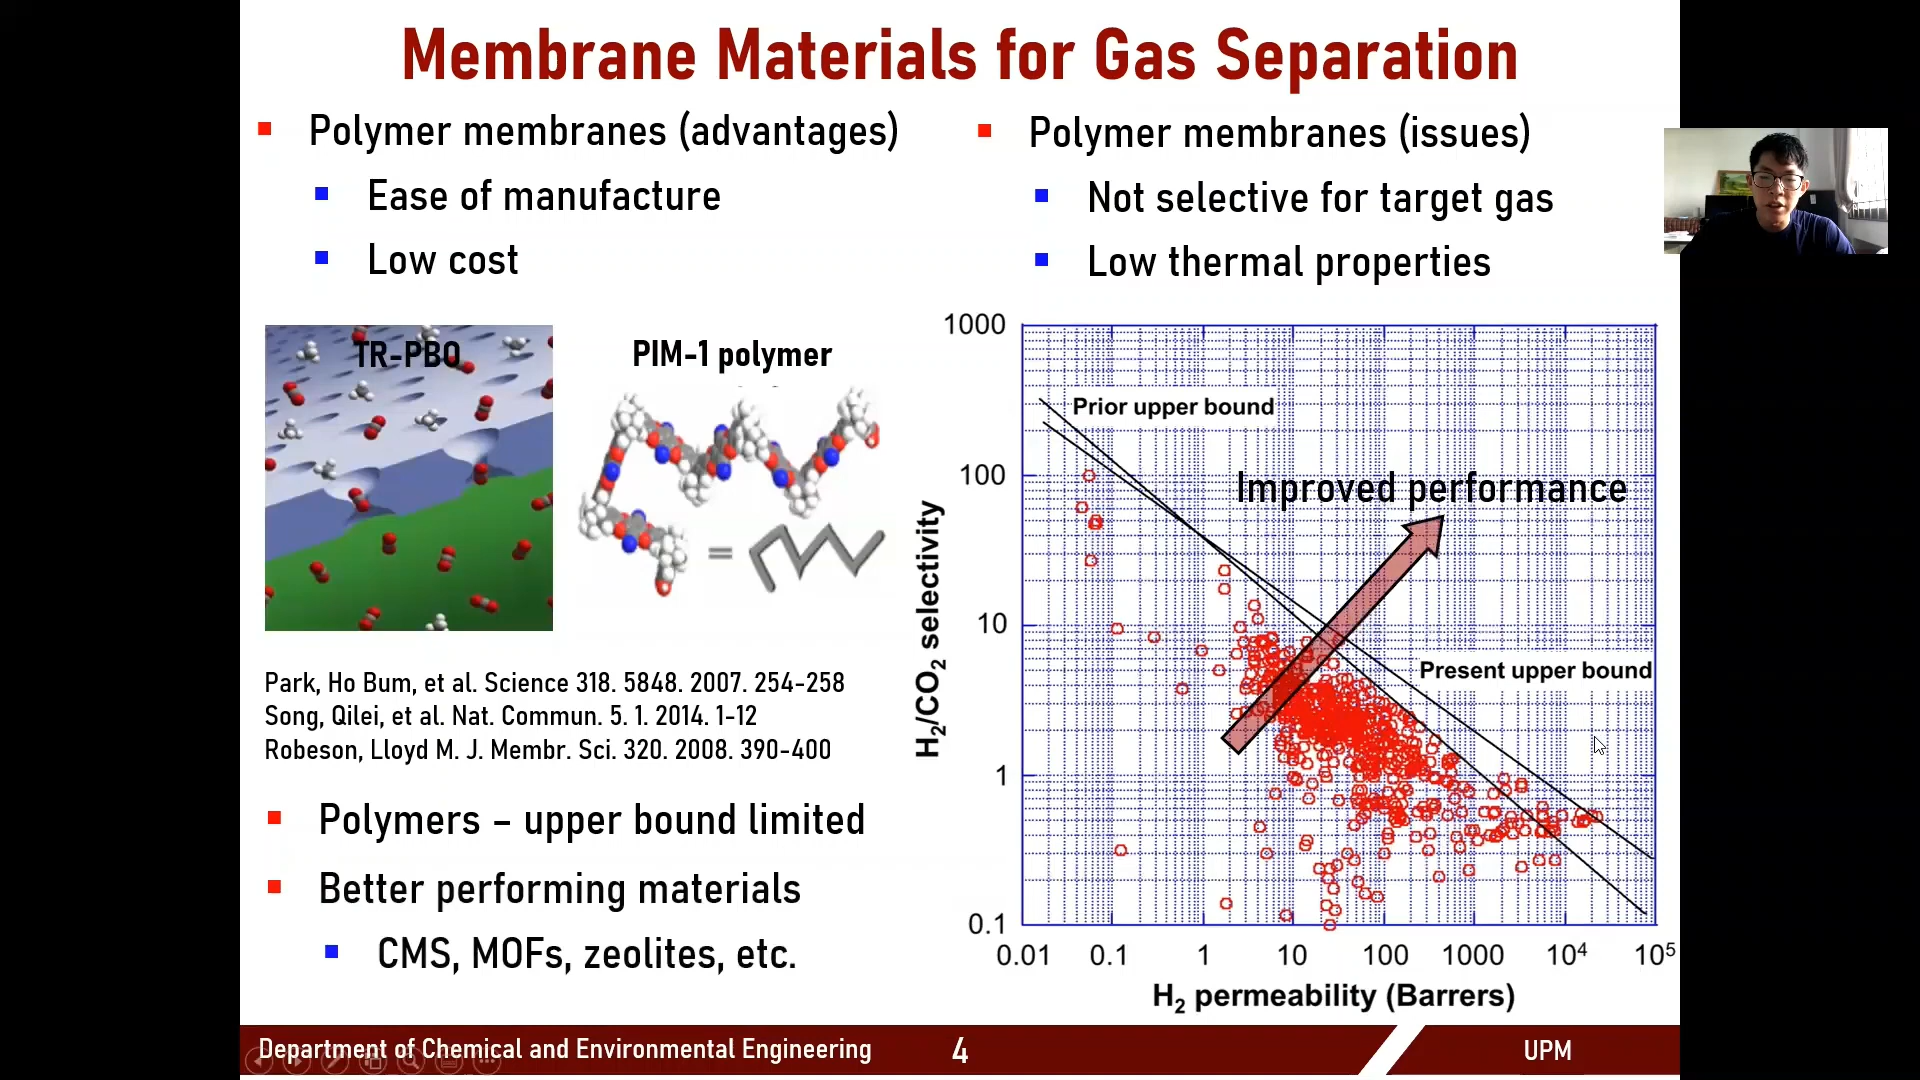 Membrane Materials for Gas Separation
Polymer membranes (advantages)
Ease of manufacture
Low cost
Polymer membranes (issues)
Not selective for target gas
Low thermal properties
TR-PBO
PIM-1 polymer
=
Park, Ho Bum, et al. Science 318. 5848. 2007. 254-258
Song, Qilei, et al. Nat. Commun. 5. 1. 2014. 1-12
Robeson, Lloyd M. J. Membr. Sci. 320. 2008. 390-400
Polymers – upper bound limited
Better performing materials
CMS, MOFs, zeolites, etc.
1000
100
10
1
0.1
H₂/CO₂ selectivity
Prior upper bound
Improved performance
Present upper bound
0.01 0.1 1 10 100 1000 10⁴ 10⁵
H₂ permeability (Barrers)
Department of Chemical and Environmental Engineering
4
UPM